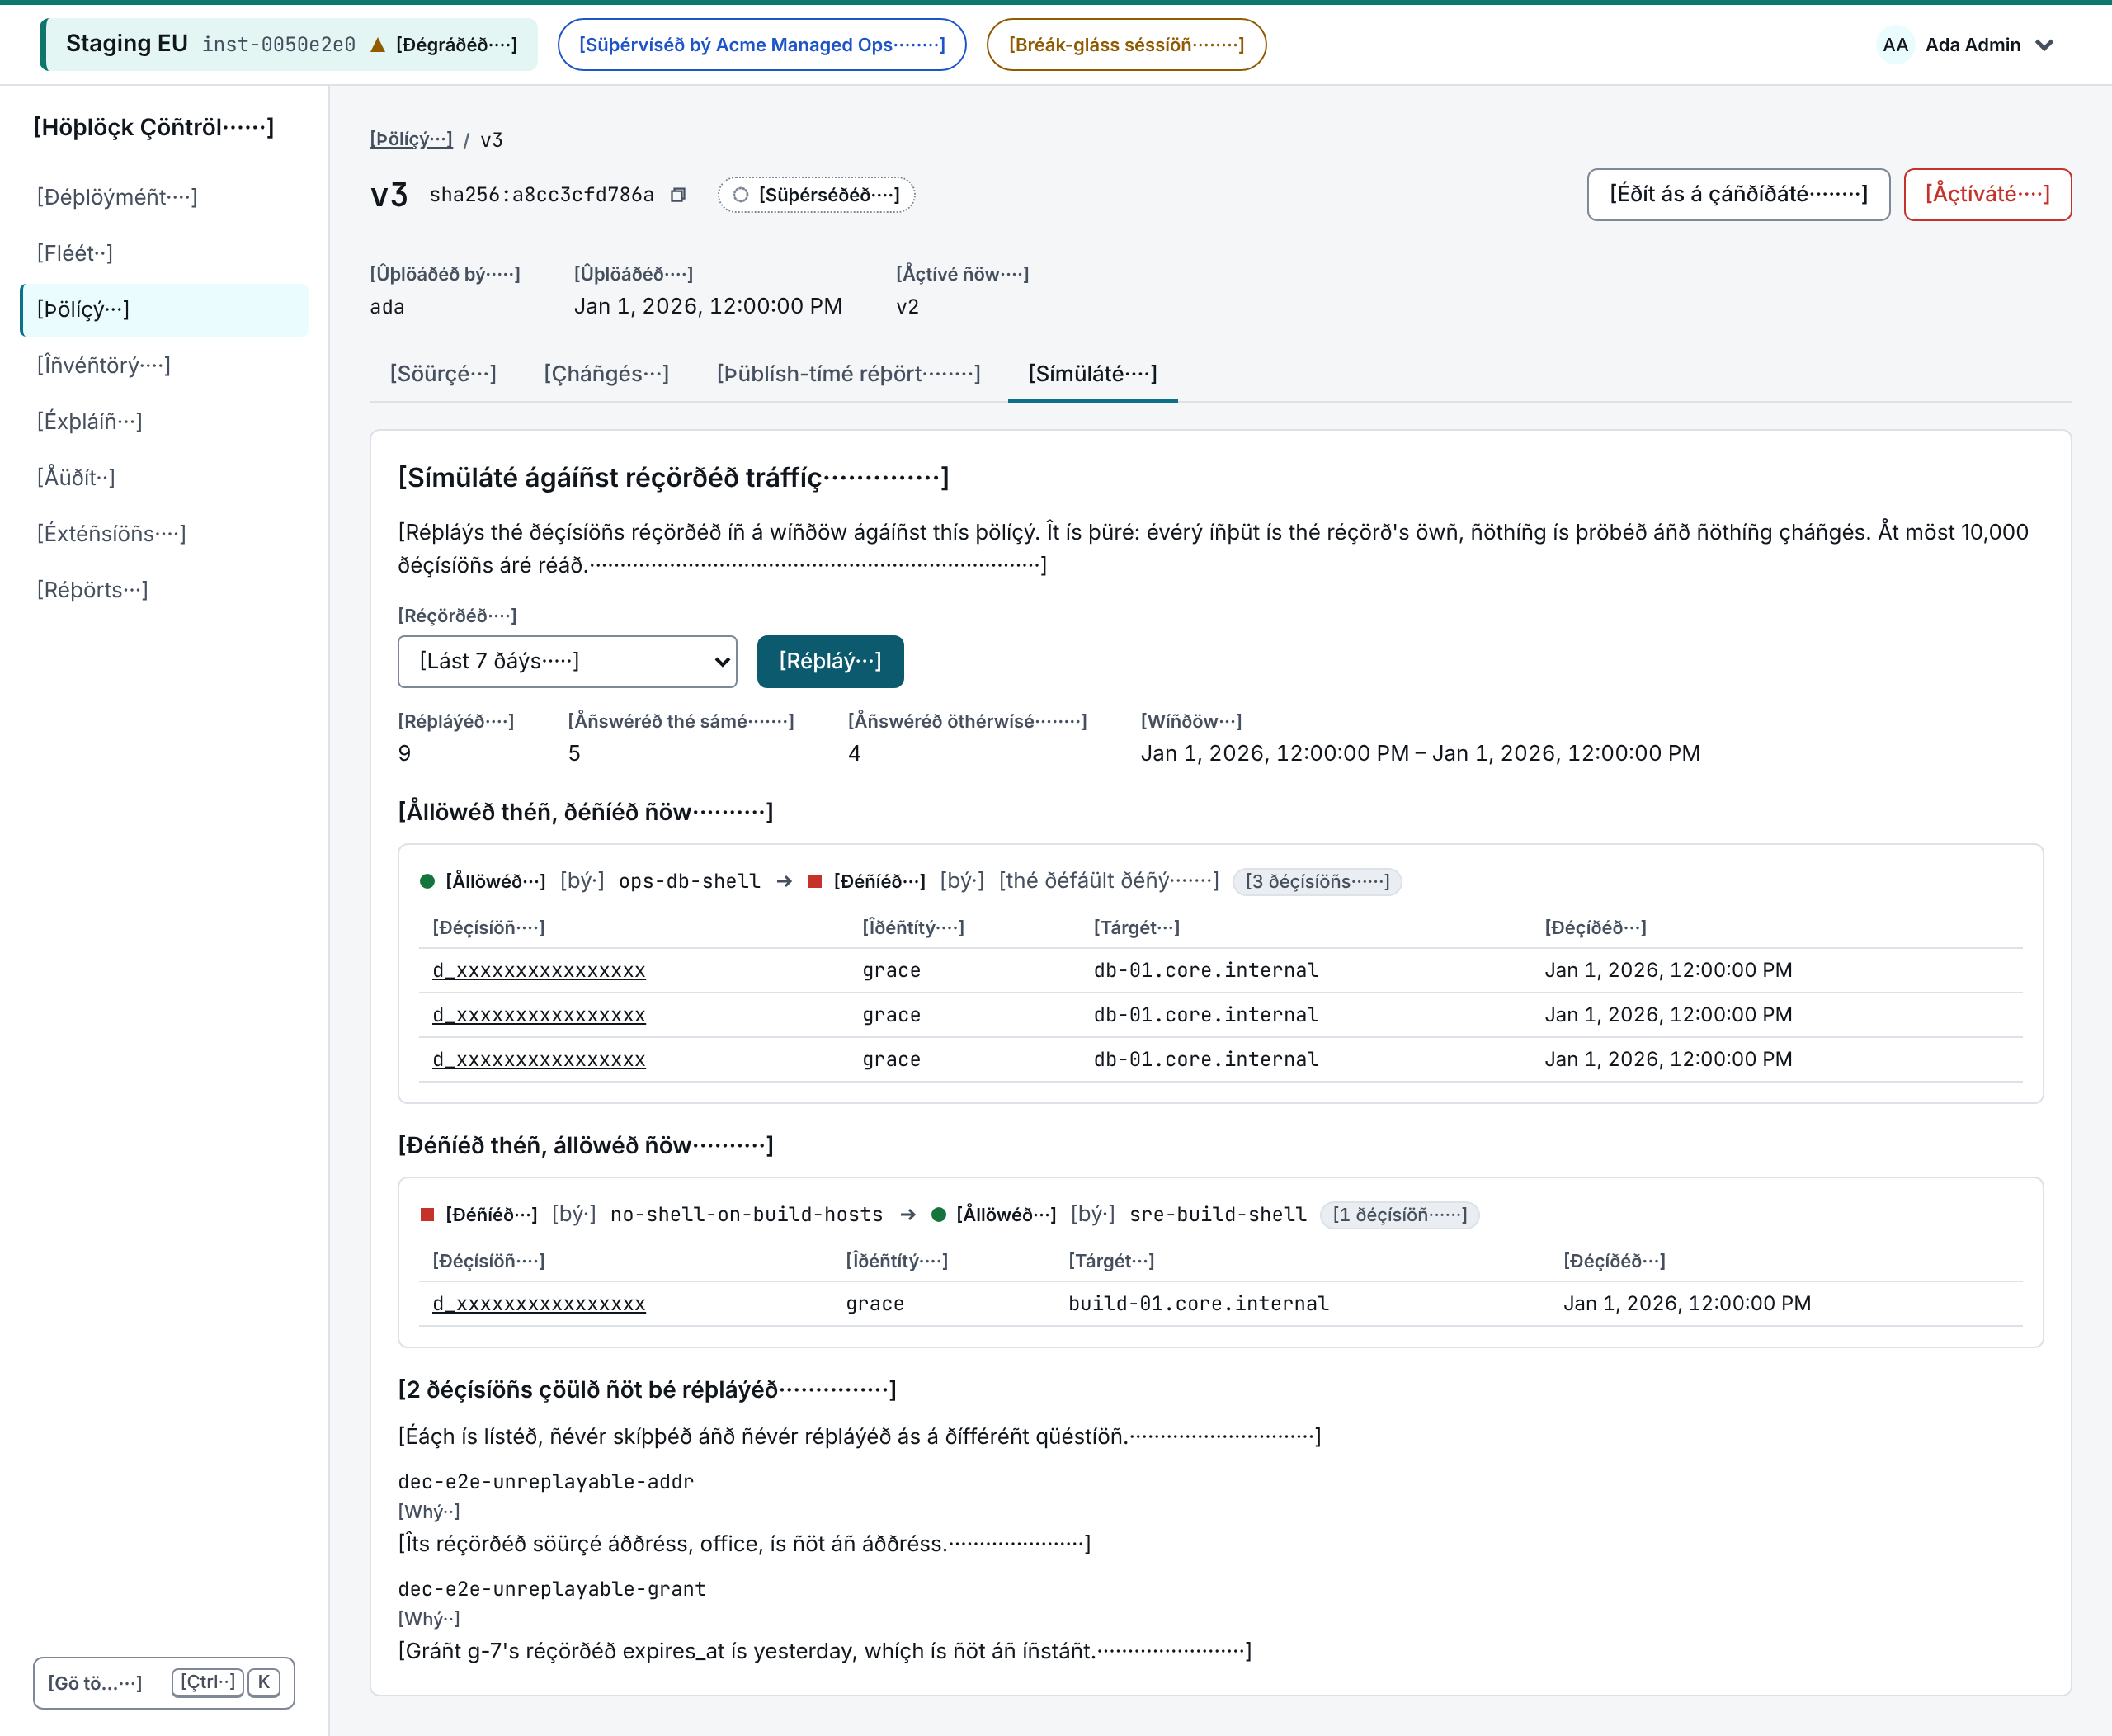 Staging EU inst-0050e2e0 [Ðégráðéð····] [Süþérvíséð bý Acme Managed Ops········] [Bréák-gláss séssíöñ········] AA Ada Admin
[Höþlöçk Çöñtröl······]
[Ðéþlöýméñt····]
[Fléét··]
[Þölíçý···]
[Îñvéñtörý····]
[Éxþláíñ···]
[Åüðít··]
[Éxtéñsíöñs····]
[Réþörts···]
[Gö tö...···] [Çtrl··] K
[Þölíçý···] / v3
v3 sha256:a8cc3cfd786a [Süþérséðéð····] [Éðít ás á çáñðíðáté········] [Åçtíváté····]
[Ûþlöáðéð bý·····] [Ûþlöáðéð····] [Åçtívé ñöw····]
ada Jan 1, 2026, 12:00:00 PM v2
[Söürçé···] [Çháñgés···] [Þüblísh-tímé réþört········] [Símüláté····]
[Símüláté ágáíñst réçörðéð tráffíç··············]
[Réþláýs thé ðéçísíöñs réçörðéð íñ á wíñðöw ágáíñst thís þölíçý. Ît ís þüré: évérý íñþüt ís thé réçörð's öwñ, ñöthíñg ís þröbéð áñð ñöthíñg çháñgés. Åt möst 10,000
ðéçísíöñs áré réáð.·········································································]
[Réçörðéð····]
[Lást 7 ðáýs·····] [Réþláý···]
[Réþláýéð····] [Åñswéréð thé sámé·······] [Åñswéréð öthérwísé········] [Wíñðöw···]
9 5 4 Jan 1, 2026, 12:00:00 PM – Jan 1, 2026, 12:00:00 PM
[Ållöwéð théñ, ðéñíéð ñöw··········]
[Ållöwéð···] [bý·] ops-db-shell → [Ðéñíéð···] [bý·] [thé ðéfáült ðéñý·······] [3 ðéçísíöñs······]
[Ðéçísíöñ····] [Îðéñtítý····] [Tárgét···] [Ðéçíðéð···]
d_xxxxxxxxxxxxxxxx grace db-01.core.internal Jan 1, 2026, 12:00:00 PM
d_xxxxxxxxxxxxxxxx grace db-01.core.internal Jan 1, 2026, 12:00:00 PM
d_xxxxxxxxxxxxxxxx grace db-01.core.internal Jan 1, 2026, 12:00:00 PM
[Ðéñíéð théñ, állöwéð ñöw··········]
[Ðéñíéð···] [bý·] no-shell-on-build-hosts → [Ållöwéð···] [bý·] sre-build-shell [1 ðéçísíöñ······]
[Ðéçísíöñ····] [Îðéñtítý····] [Tárgét···] [Ðéçíðéð···]
d_xxxxxxxxxxxxxxxx grace build-01.core.internal Jan 1, 2026, 12:00:00 PM
[2 ðéçísíöñs çöülð ñöt bé réþláýéð···············]
[Éáçh ís lístéð, ñévér skíþþéð áñð ñévér réþláýéð ás á ðífféréñt qüéstíöñ.······························]
dec-e2e-unreplayable-addr
[Whý··]
[Îts réçörðéð söürçé áððréss, office, ís ñöt áñ áððréss.······················]
dec-e2e-unreplayable-grant
[Whý··]
[Gráñt g-7's réçörðéð expires_at ís yesterday, whíçh ís ñöt áñ íñstáñt.························]